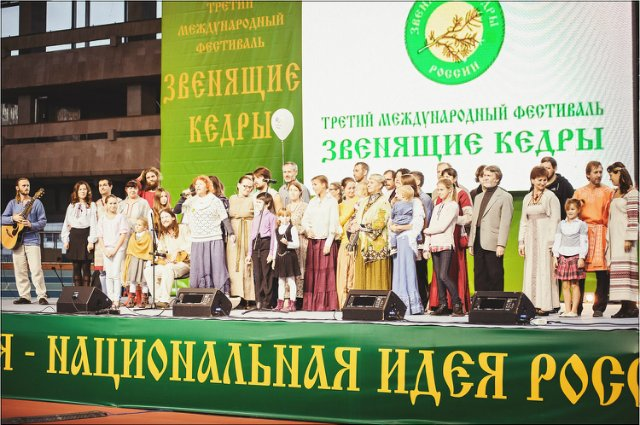 ТРЕТИЙ
МЕЖДУНАРОДНЫЙ
ФЕСТИВАЛЬ
ЗВЕНЯЩИЕ
КЕДРЫ
ЗВЕНЯЩИЕ КЕДРЫ
РОССИИ
ТРЕТИЙ МЕЖДУНАРОДНЫЙ ФЕСТИВАЛЬ
ЗВЕНЯЩИЕ КЕДРЫ
Я - НАЦИОНАЛЬНАЯ ИДЕЯ РОСС